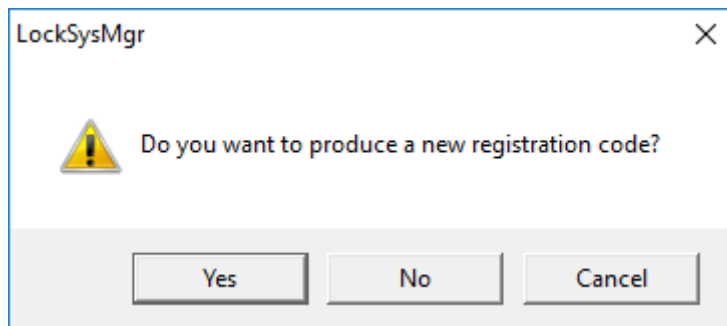 LockSysMgr
Do you want to produce a new registration code?
Yes
No
Cancel